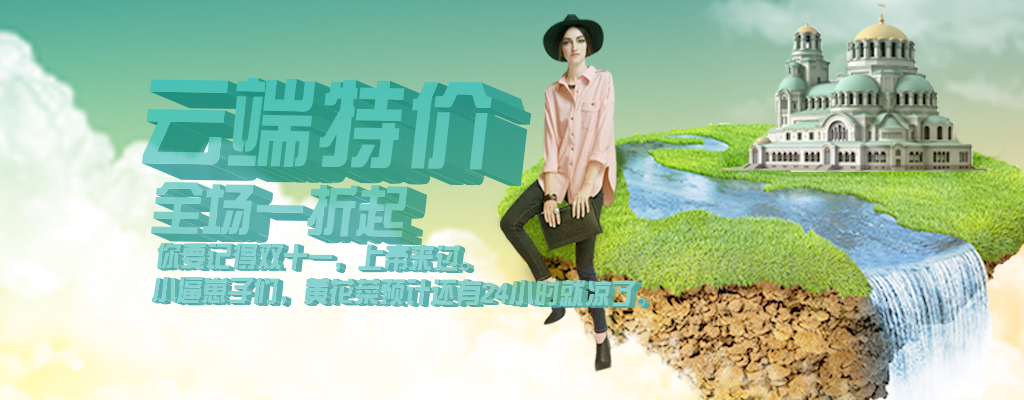 云端特价
全场一折起
你要记得双十一，上帝来过。
小逼崽子们，黄花菜预计还有24小时就凉了、